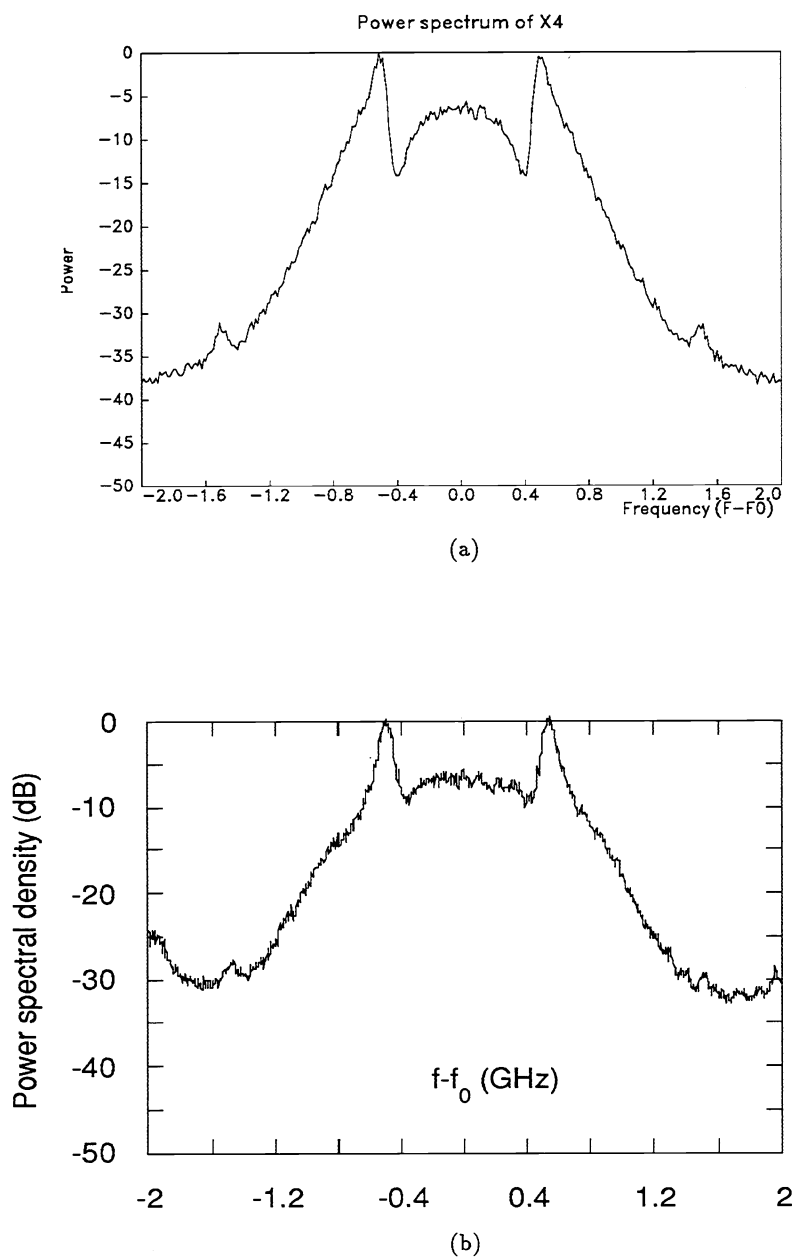 Power spectrum of X4
0
−5
−10
−15
−20
−25
−30
−35
−40
−45
−50
Power
−2.0 −1.6 −1.2 −0.8 −0.4 0.0 0.4 0.8 1.2 1.6 2.0
Frequency (F−F0)
(a)
0
-10
-20
-30
-40
-50
Power spectral density (dB)
f-f0 (GHz)
-2 -1.2 -0.4 0.4 1.2 2
(b)